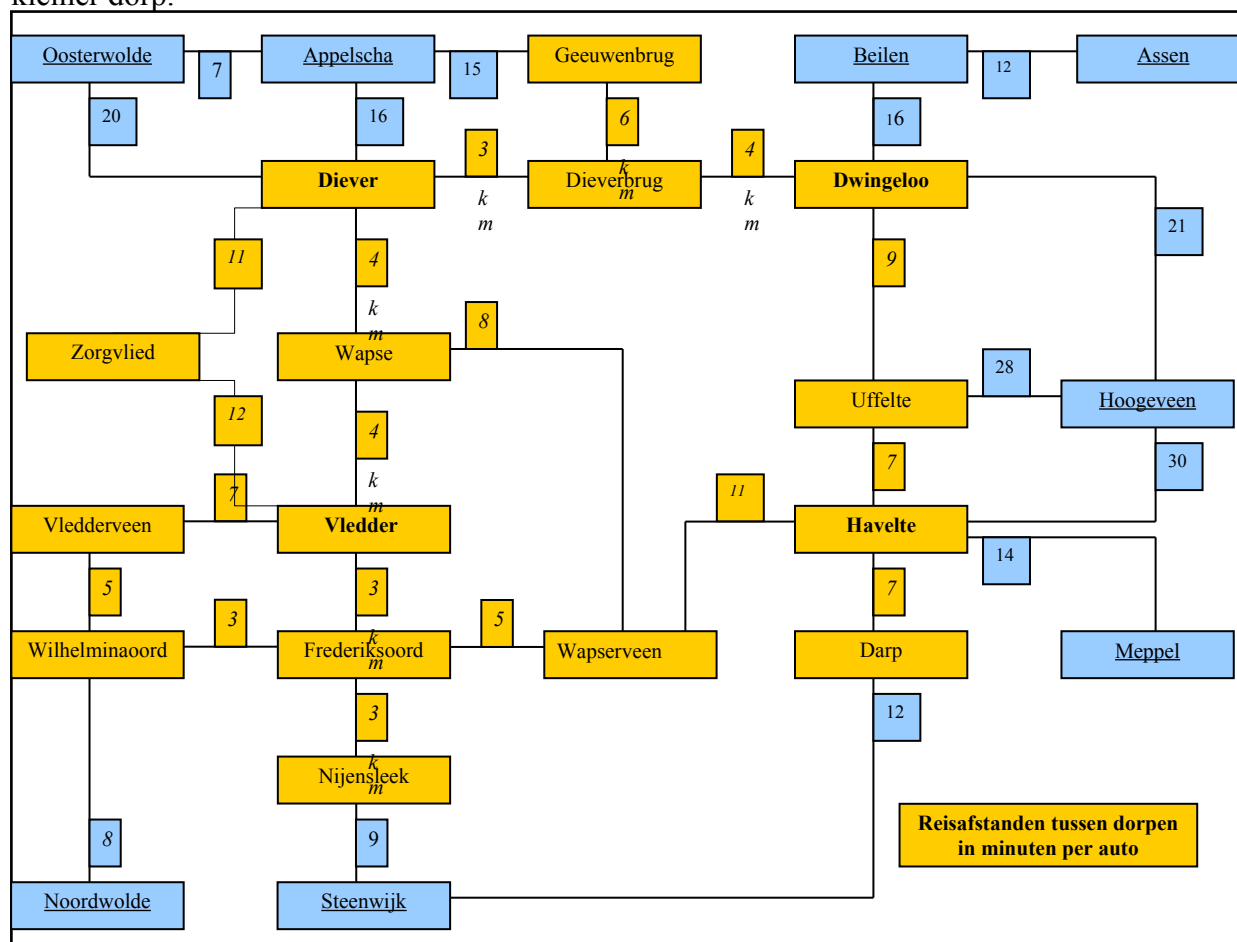 kleiner dorp.
Oosterwolde 7 Appelscha 15 Geeuwenbrug Beilen 12 Assen
20 16 6 16
k
m
Diever 3 Dieverbrug 4 Dwingeloo
k
m
k
m
11 4 9 21
k
m
Zorgvlied Wapse 8
12 4 Uffelte 28 Hoogeveen
k
m
7 7 30
11
Vledderveen Vledder Havelte
14
5 3 7
k
m
Wilhelminaoord 3 Frederiksoord 5 Wapserveen Darp Meppel
3 12
k
m
Nijensleek
8 9
Reisafstanden tussen dorpen
in minuten per auto
Noordwolde Steenwijk